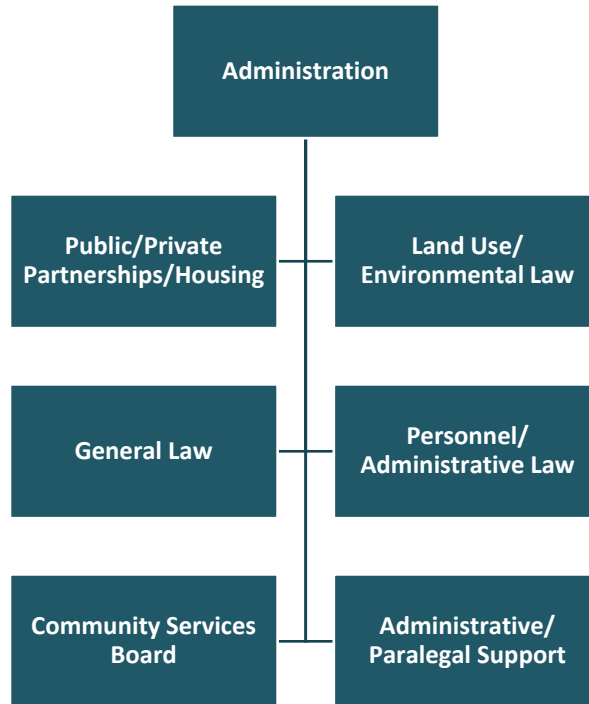 Administration
Public/Private
Partnerships/Housing
Land Use/
Environmental Law
General Law
Personnel/
Administrative Law
Community Services
Board
Administrative/
Paralegal Support